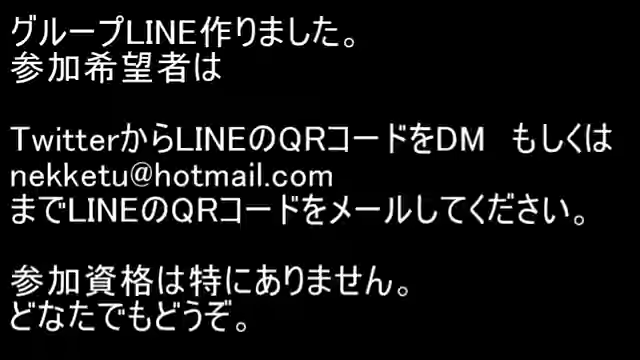 グループLINE作りました。
参加希望者は
TwitterからLINEのQRコードをDM　もしくは
nekketu@hotmail.com
までLINEのQRコードをメールしてください。
参加資格は特にありません。
どなたでもどうぞ。